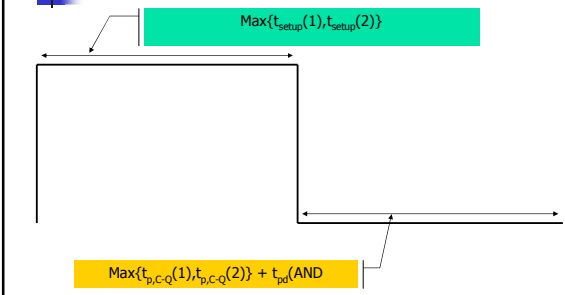 Max{t_setup(1),t_setup(2)}
Max{t_p,C-Q(1),t_p,C-Q(2)} + t_pd(AND